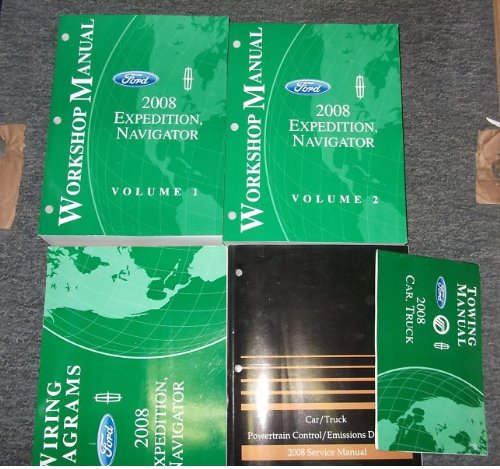 WORKSHOP MANUAL
Ford
2008
EXPEDITION,
NAVIGATOR
VOLUME 1
WORKSHOP MANUAL
Ford
2008
EXPEDITION,
NAVIGATOR
VOLUME 2
WIRING
Ford
2008
EXPEDITION,
NAVIGATOR
Car/Truck
Powertrain Control/Emissions D
2008 Service Manual
TOWING
MANUAL
Ford
2008
CAR, TRUCK